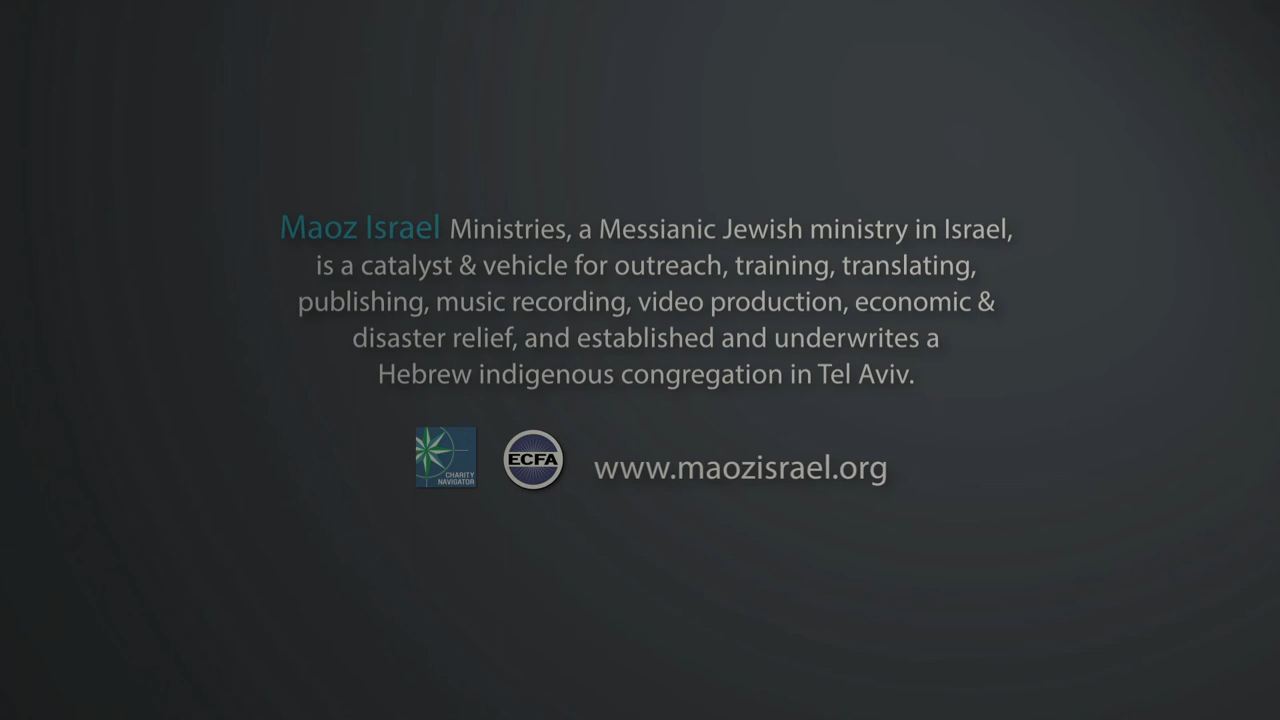 Maoz Israel Ministries, a Messianic Jewish ministry in Israel,
is a catalyst & vehicle for outreach, training, translating,
publishing, music recording, video production, economic &
disaster relief, and established and underwrites a
Hebrew indigenous congregation in Tel Aviv.
CHARITY
NAVIGATOR
ECFA
www.maozisrael.org